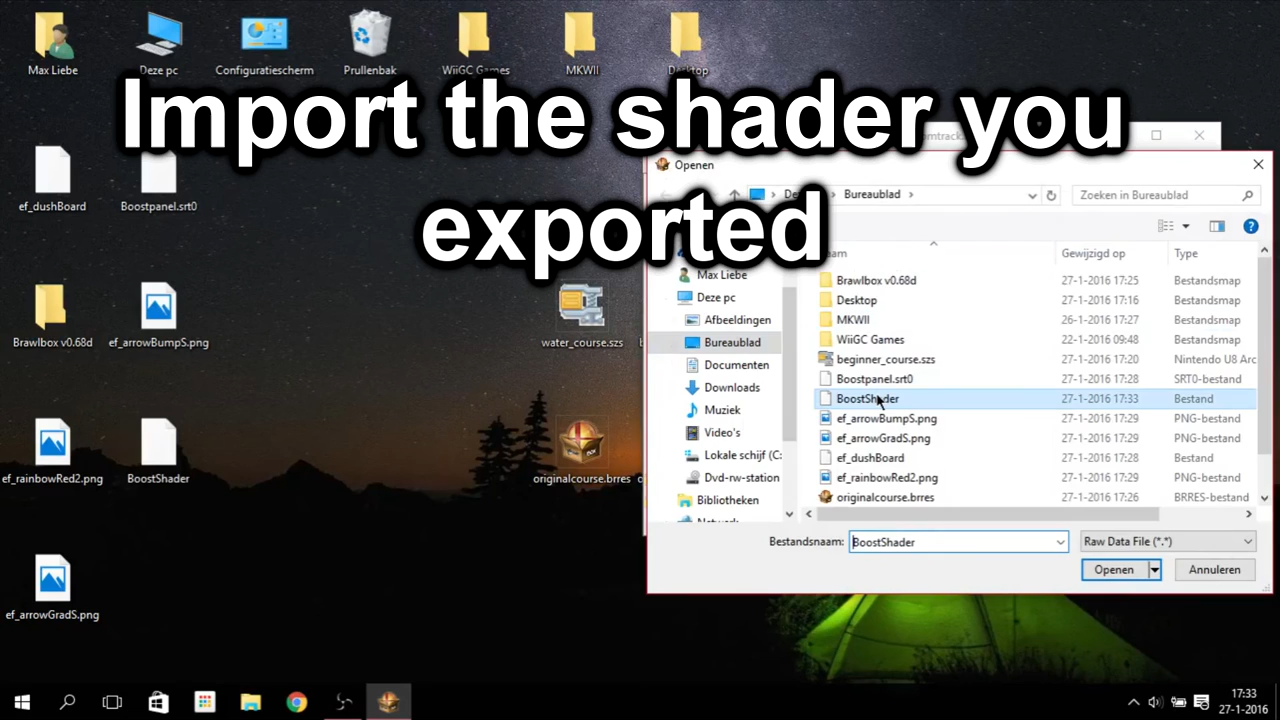 Max Liebe
Deze pc
Configuratiescherm
Prullenbak
WiiGC Games
MKWII
Desktop
Import the shader you
exported
ef_dushBoard
Boostpanel.srt0
Brawlbox v0.68d
ef_arrowBumpS.png
water_course.szs
ef_rainbowRed2.png
BoostShader
originalcourse.brres
ef_arrowGradS.png
Openen
Bureaublad
Zoeken in Bureaublad
Gewijzigd op
Type
Max Liebe
Deze pc
Afbeeldingen
Bureaublad
Documenten
Downloads
Muziek
Video's
Lokale schijf (C:
Dvd-rw-station
Bibliotheken
Brawlbox v0.68d 27-1-2016 17:25 Bestandsmap
Desktop 27-1-2016 17:16 Bestandsmap
MKWII 26-1-2016 17:27 Bestandsmap
WiiGC Games 22-1-2016 09:48 Bestandsmap
beginner_course.szs 27-1-2016 17:20 Nintendo U8 Arc
Boostpanel.srt0 27-1-2016 17:28 SRT0-bestand
BoostShader 27-1-2016 17:33 Bestand
ef_arrowBumpS.png 27-1-2016 17:29 PNG-bestand
ef_arrowGradS.png 27-1-2016 17:29 PNG-bestand
ef_dushBoard 27-1-2016 17:28 Bestand
ef_rainbowRed2.png 27-1-2016 17:29 PNG-bestand
originalcourse.brres 27-1-2016 17:26 BRRES-bestand
Bestandsnaam: BoostShader Raw Data File (*.*)
Openen Annuleren
17:33
27-1-2016